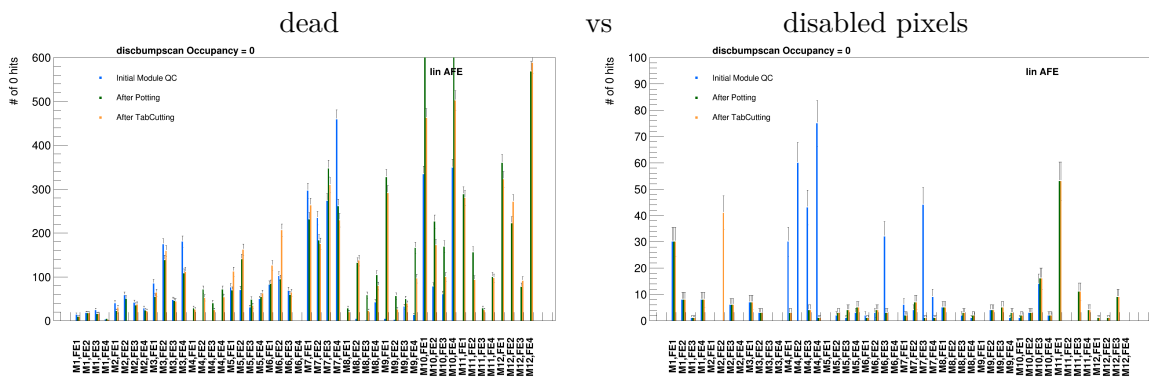 dead vs disabled pixels
discbumpscan Occupancy = 0
# of 0 hits
lin AFE
Initial Module QC
After Potting
After TabCutting
600
500
400
300
200
100
0
M1,FE1
M1,FE2
M1,FE3
M1,FE4
M2,FE1
M2,FE2
M2,FE3
M2,FE4
M3,FE1
M3,FE2
M3,FE3
M3,FE4
M4,FE1
M4,FE2
M4,FE3
M4,FE4
M5,FE1
M5,FE2
M5,FE3
M5,FE4
M6,FE1
M6,FE2
M6,FE3
M6,FE4
M7,FE1
M7,FE2
M7,FE3
M7,FE4
M8,FE1
M8,FE2
M8,FE3
M8,FE4
M9,FE1
M9,FE2
M9,FE3
M9,FE4
M10,FE1
M10,FE2
M10,FE3
M10,FE4
M11,FE1
M11,FE2
M11,FE3
M11,FE4
M12,FE1
M12,FE2
M12,FE3
M12,FE4
discbumpscan Occupancy = 0
# of 0 hits
lin AFE
Initial Module QC
After Potting
After TabCutting
100
90
80
70
60
50
40
30
20
10
0
M1,FE1
M1,FE2
M1,FE3
M1,FE4
M2,FE1
M2,FE2
M2,FE3
M2,FE4
M3,FE1
M3,FE2
M3,FE3
M3,FE4
M4,FE1
M4,FE2
M4,FE3
M4,FE4
M5,FE1
M5,FE2
M5,FE3
M5,FE4
M6,FE1
M6,FE2
M6,FE3
M6,FE4
M7,FE1
M7,FE2
M7,FE3
M7,FE4
M8,FE1
M8,FE2
M8,FE3
M8,FE4
M9,FE1
M9,FE2
M9,FE3
M9,FE4
M10,FE1
M10,FE2
M10,FE3
M10,FE4
M11,FE1
M11,FE2
M11,FE3
M11,FE4
M12,FE1
M12,FE2
M12,FE3
M12,FE4